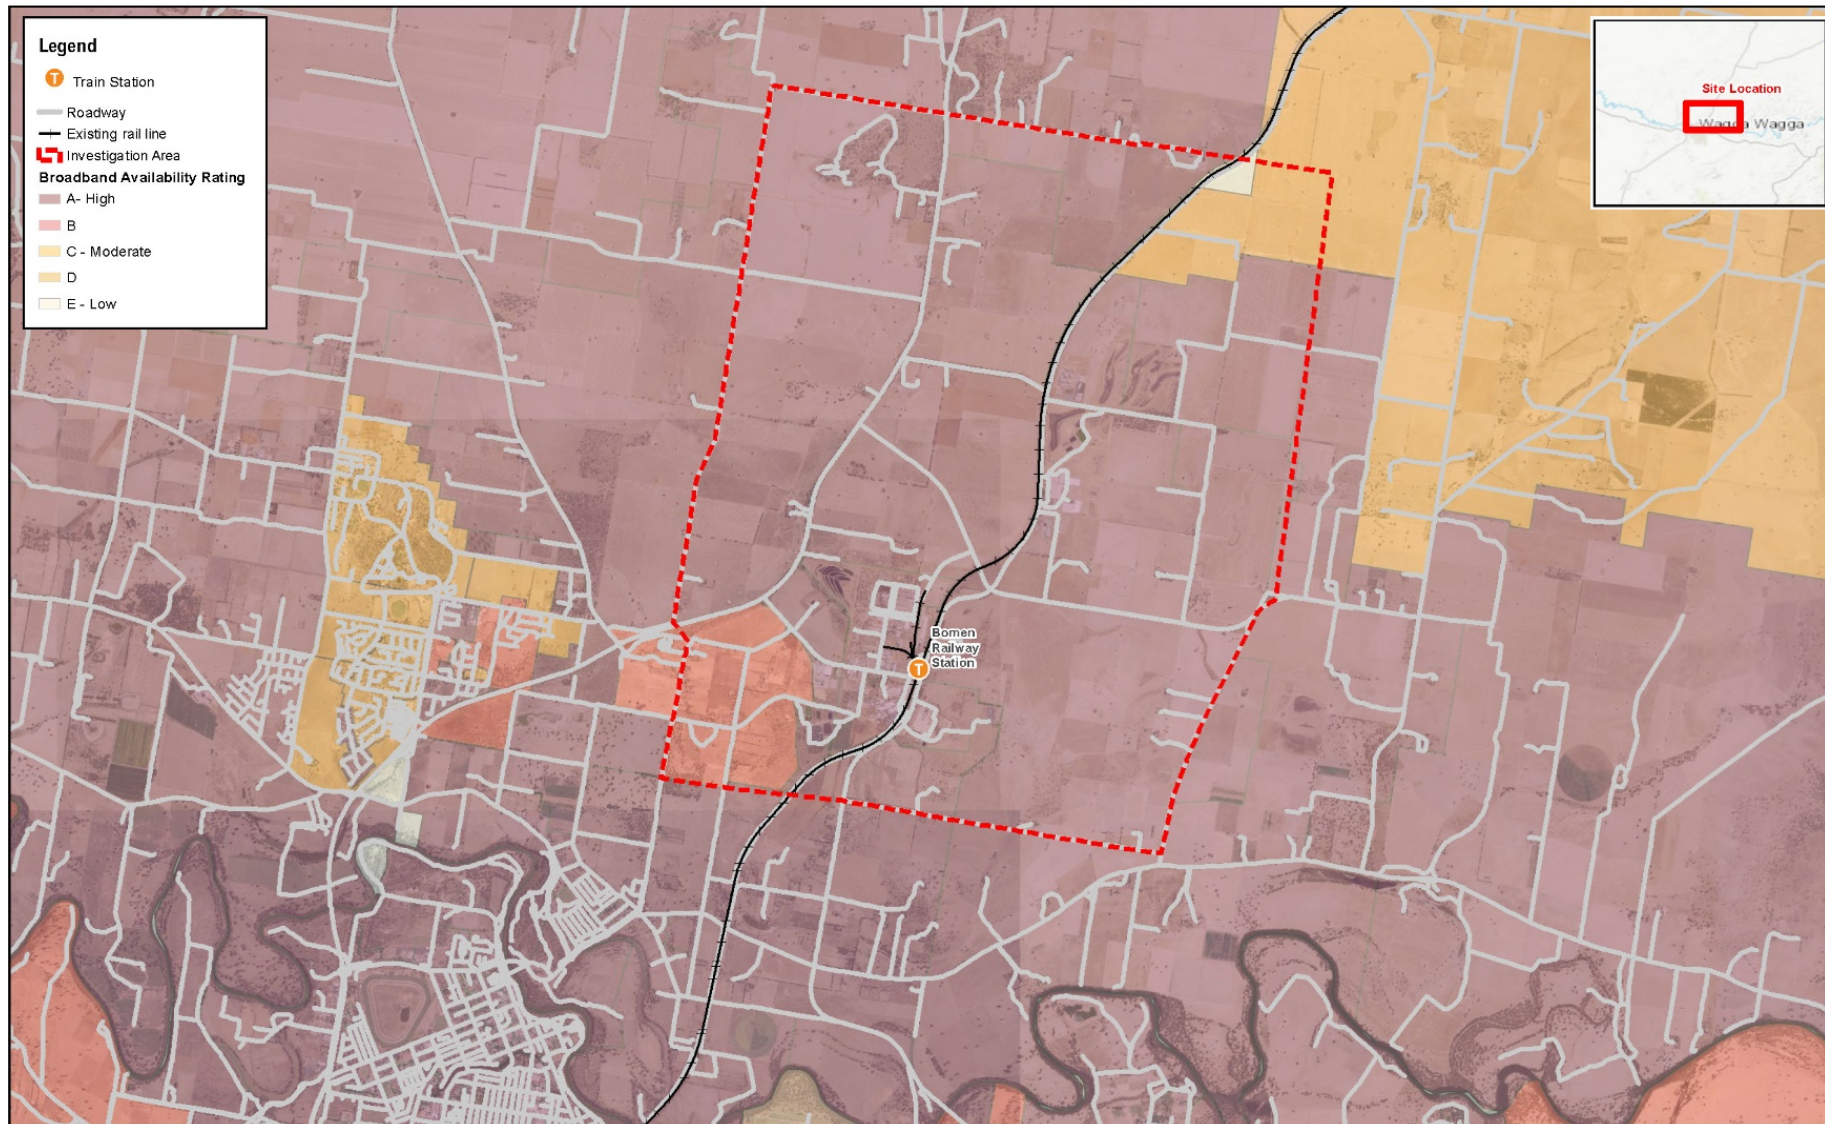 Legend
T Train Station
Roadway
Existing rail line
Investigation Area
Broadband Availability Rating
A- High
B
C - Moderate
D
E - Low
Site Location
Wagga Wagga
Bomen
Railway
Station
T